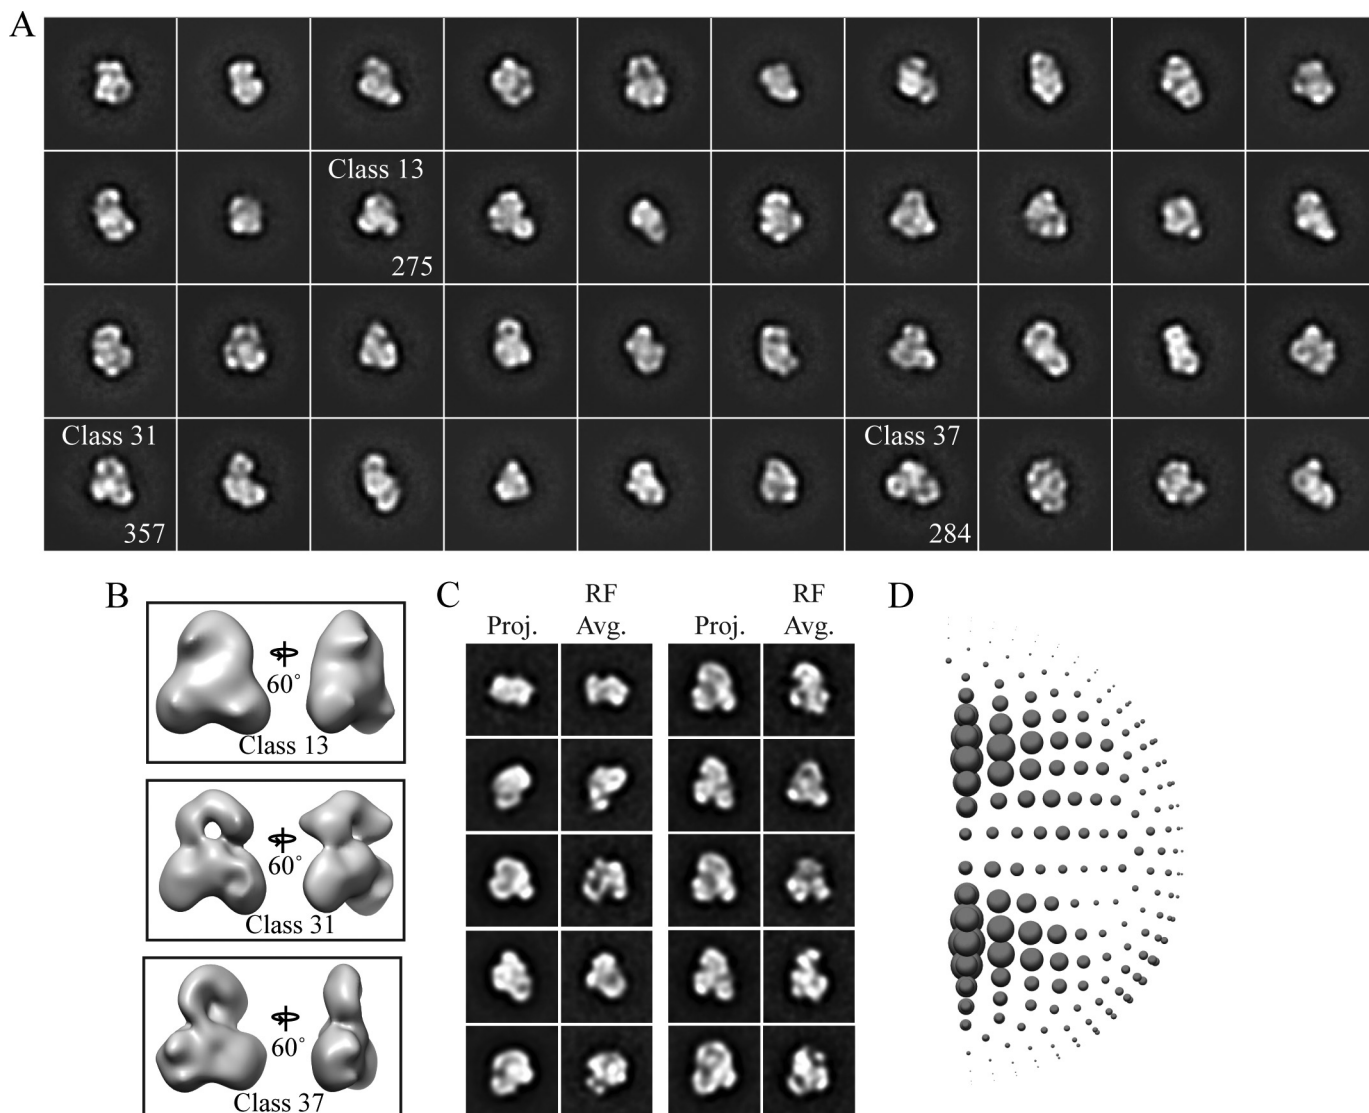 A
Class 13
275
Class 31
357
Class 37
284
B
60°
Class 13
60°
Class 31
60°
Class 37
C
RF RF
Proj. Avg. Proj. Avg.
D